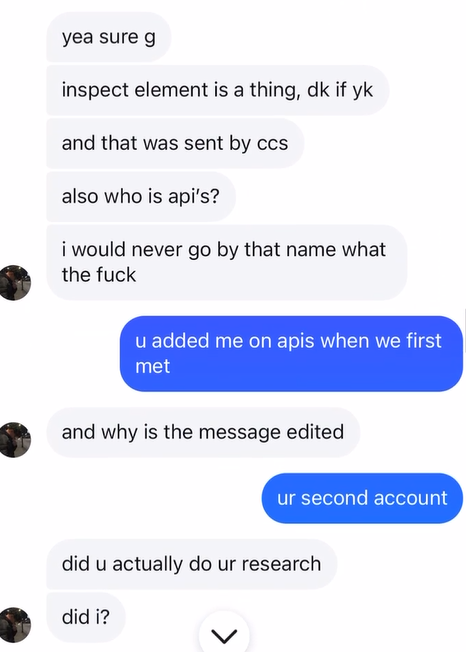 yea sure g
inspect element is a thing, dk if yk
and that was sent by ccs
also who is api's?
i would never go by that name what
the fuck
u added me on apis when we first
met
and why is the message edited
ur second account
did u actually do ur research
did i?